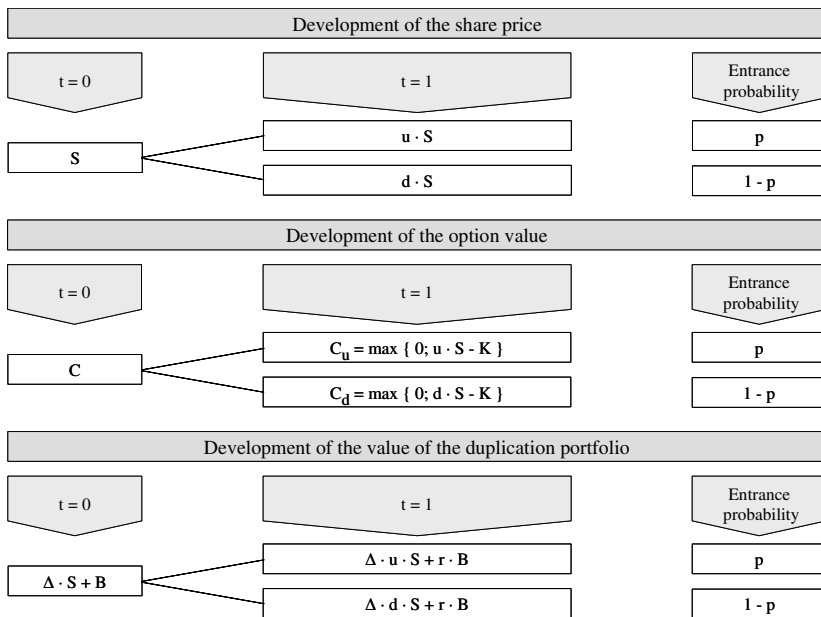 Development of the share price
t = 0
t = 1
Entrance
probability
S
u · S
p
d · S
1 - p
Development of the option value
t = 0
t = 1
Entrance
probability
C
C_u = max { 0; u · S - K }
p
C_d = max { 0; d · S - K }
1 - p
Development of the value of the duplication portfolio
t = 0
t = 1
Entrance
probability
Δ · S + B
Δ · u · S + r · B
p
Δ · d · S + r · B
1 - p